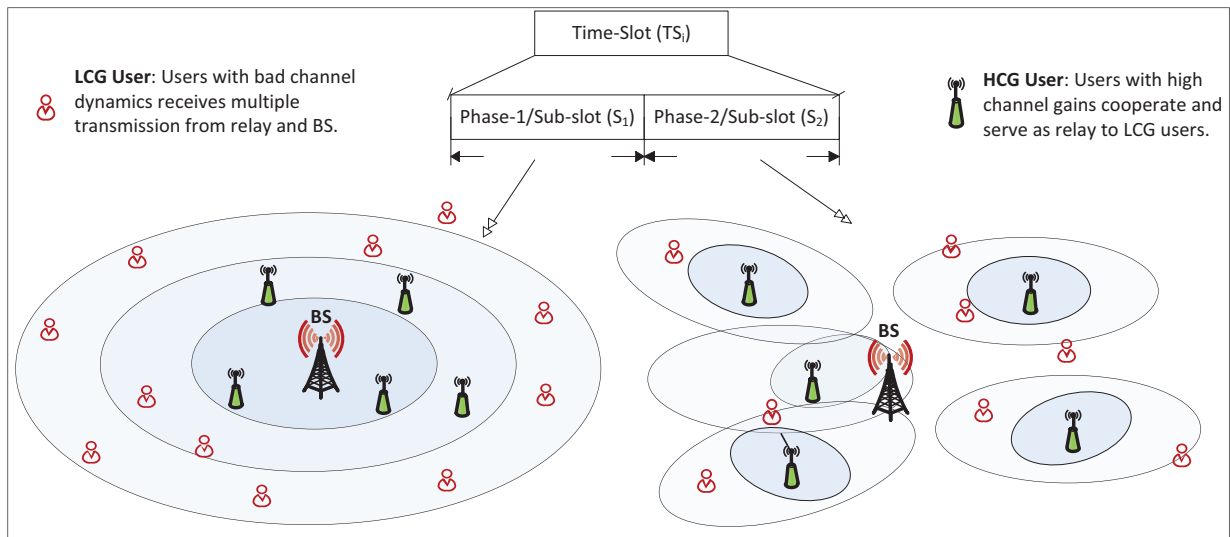 Time-Slot (TSi)
LCG User: Users with bad channel
dynamics receives multiple
transmission from relay and BS.
HCG User: Users with high
channel gains cooperate and
serve as relay to LCG users.
Phase-1/Sub-slot (S1)
Phase-2/Sub-slot (S2)
BS
BS